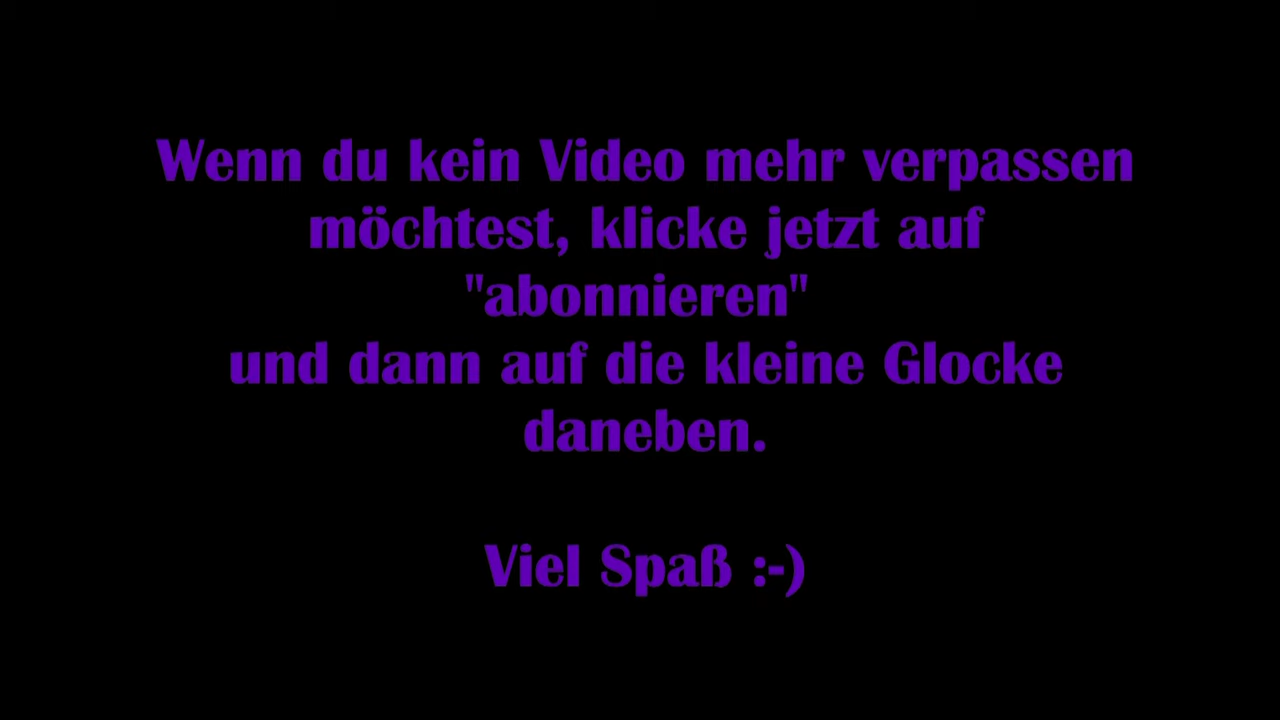 Wenn du kein Video mehr verpassen
möchtest, klicke jetzt auf
"abonnieren"
und dann auf die kleine Glocke
daneben.
Viel Spaß :-)